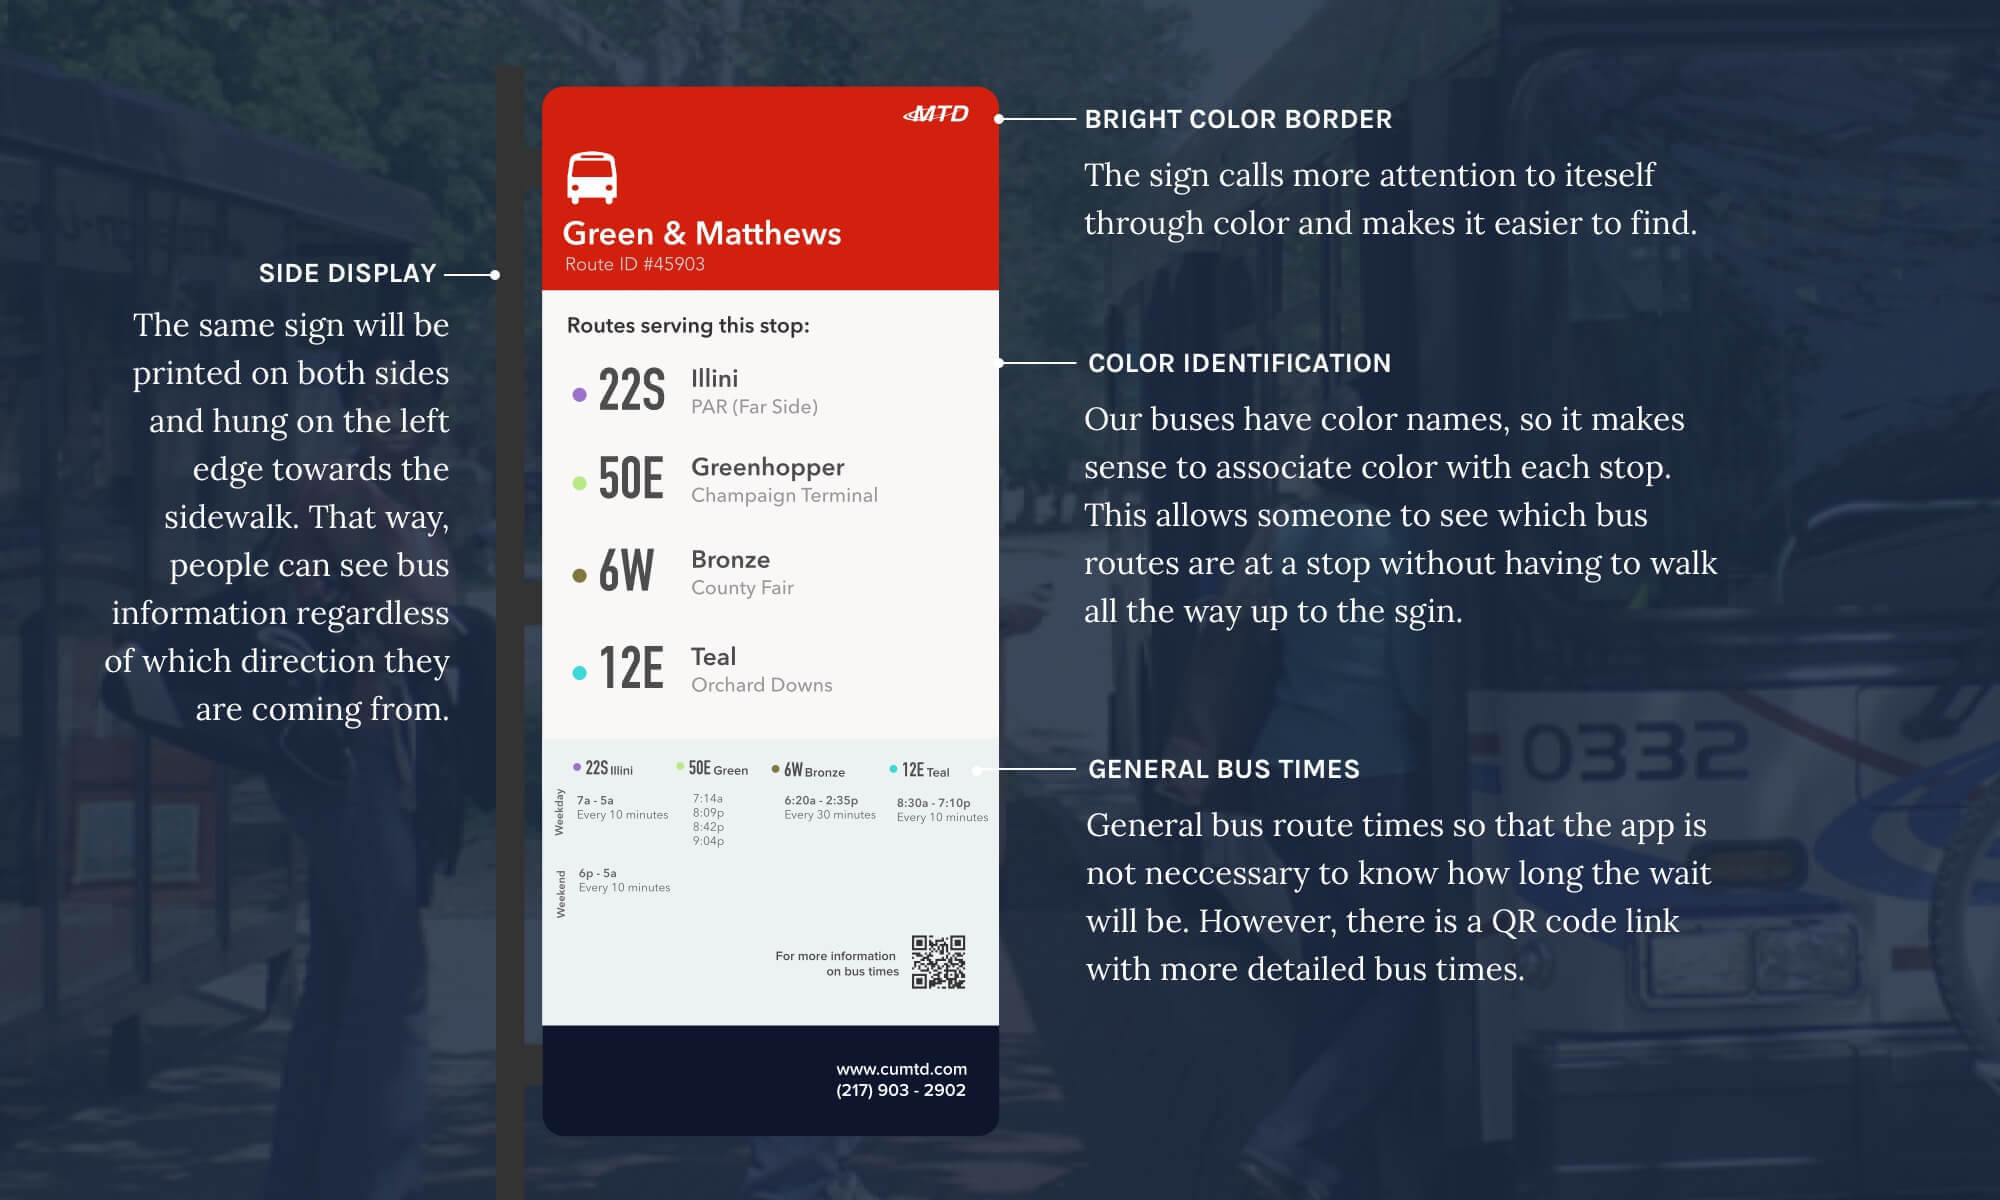 SIDE DISPLAY
The same sign will be
printed on both sides
and hung on the left
edge towards the
sidewalk. That way,
people can see bus
information regardless
of which direction they
are coming from.
MTD
Green & Matthews
Route ID #45903
Routes serving this stop:
22S Illini
PAR (Far Side)
50E Greenhopper
Champaign Terminal
6W Bronze
County Fair
12E Teal
Orchard Downs
22S Illini 50E Green 6W Bronze 12E Teal
Weekday
7a - 5a
Every 10 minutes
7:14a
8:09p
8:42p
9:04p
6:20a - 2:35p
Every 30 minutes
8:30a - 7:10p
Every 10 minutes
Weekend
6p - 5a
Every 10 minutes
For more information
on bus times
www.cumtd.com
(217) 903 - 2902
BRIGHT COLOR BORDER
The sign calls more attention to iteself
through color and makes it easier to find.
COLOR IDENTIFICATION
Our buses have color names, so it makes
sense to associate color with each stop.
This allows someone to see which bus
routes are at a stop without having to walk
all the way up to the sgin.
GENERAL BUS TIMES
General bus route times so that the app is
not neccessary to know how long the wait
will be. However, there is a QR code link
with more detailed bus times.
0332